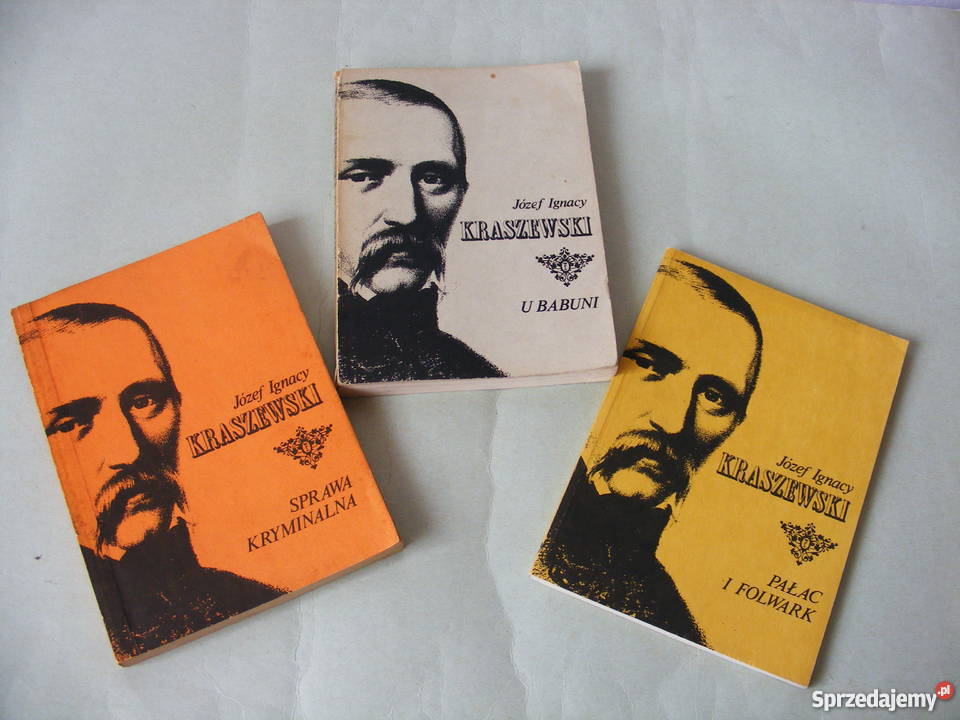 Józef Ignacy
KRASZEWSKI
U BABUNI
Józef Ignacy
KRASZEWSKI
SPRAWA
KRYMINALNA
Józef Ignacy
KRASZEWSKI
PAŁAC
I FOLWARK
Sprzedajemy.pl